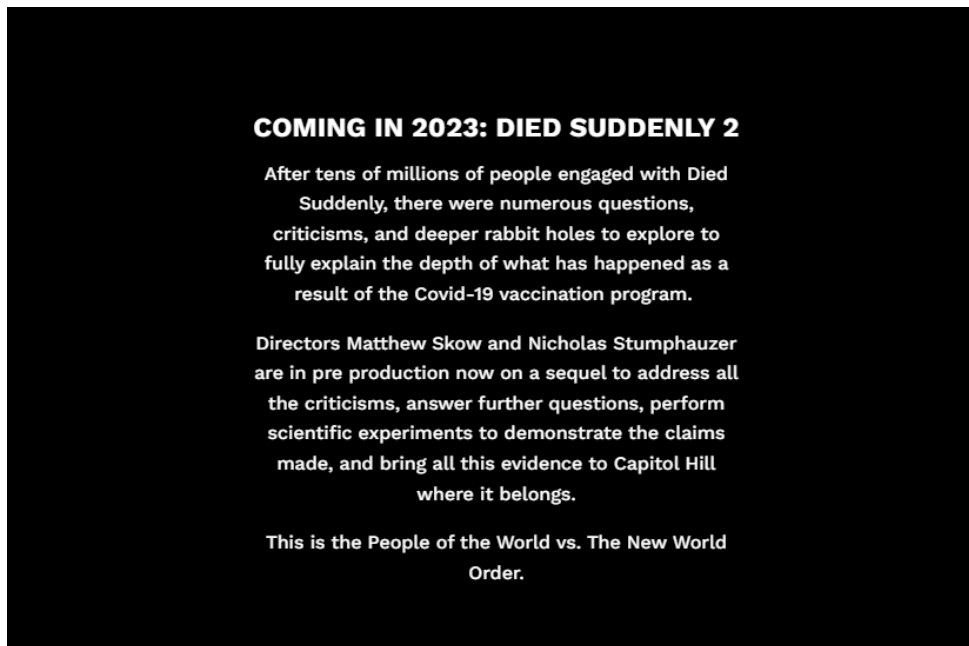 COMING IN 2023: DIED SUDDENLY 2
After tens of millions of people engaged with Died
Suddenly, there were numerous questions,
criticisms, and deeper rabbit holes to explore to
fully explain the depth of what has happened as a
result of the Covid-19 vaccination program.
Directors Matthew Skow and Nicholas Stumphauzer
are in pre production now on a sequel to address all
the criticisms, answer further questions, perform
scientific experiments to demonstrate the claims
made, and bring all this evidence to Capitol Hill
where it belongs.
This is the People of the World vs. The New World
Order.